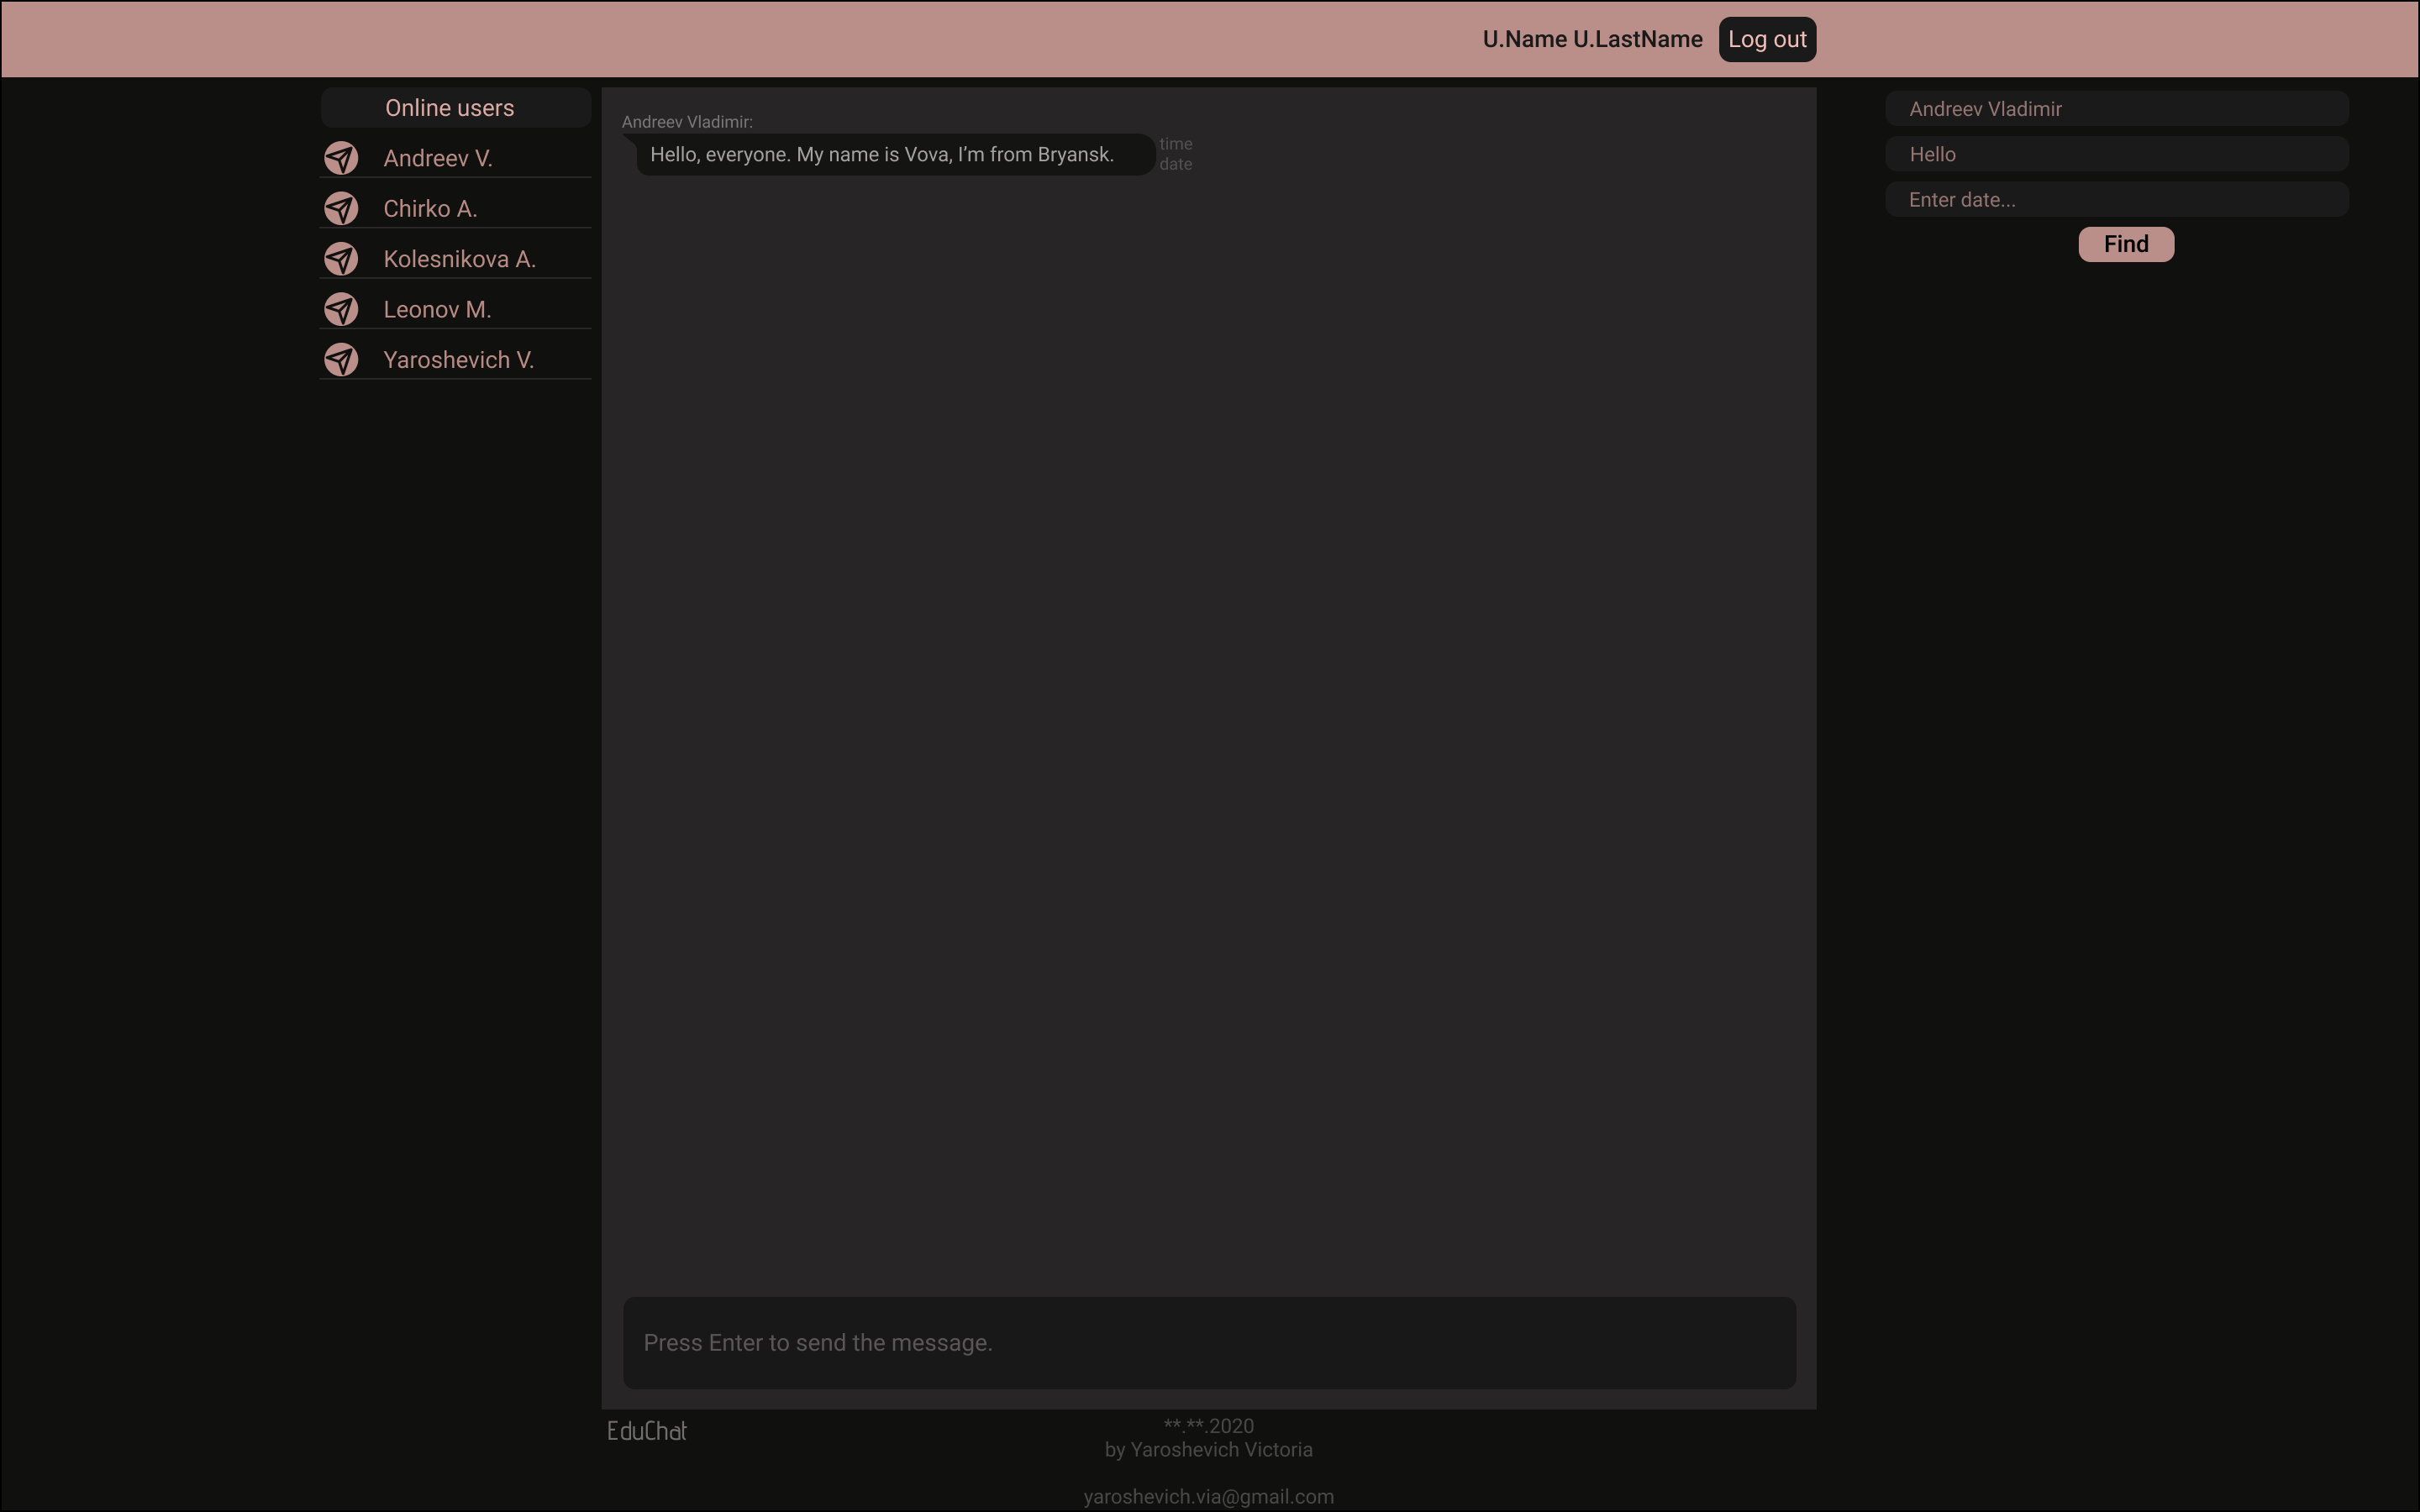 U.Name U.LastName
Log out
Online users
Andreev V.
Chirko A.
Kolesnikova A.
Leonov M.
Yaroshevich V.
Andreev Vladimir:
Hello, everyone. My name is Vova, I’m from Bryansk.
time
date
Press Enter to send the message.
Andreev Vladimir
Hello
Enter date...
Find
EduChat
**.**.2020
by Yaroshevich Victoria
yaroshevich.via@gmail.com